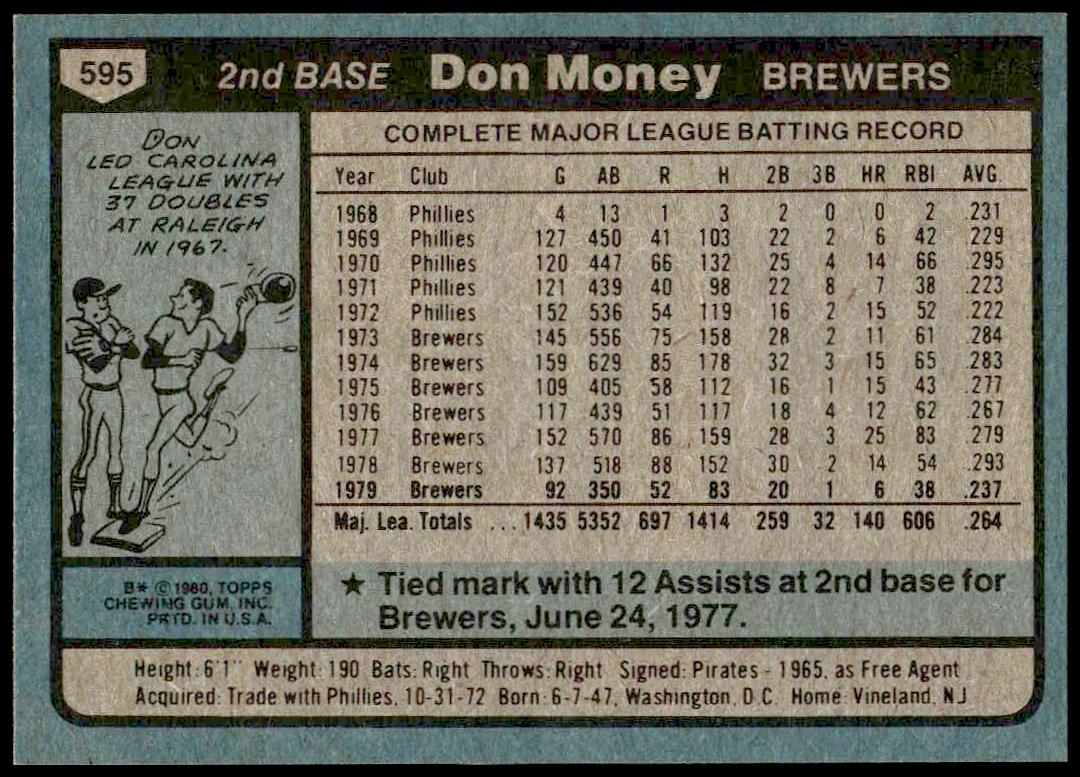 595 2nd BASE Don Money BREWERS
DON
LED CAROLINA
LEAGUE WITH
37 DOUBLES
AT RALEIGH
IN 1967.
COMPLETE MAJOR LEAGUE BATTING RECORD
Year Club G AB R H 2B 3B HR RBI AVG.
1968 Phillies 4 13 1 3 2 0 0 2 .231
1969 Phillies 127 450 41 103 22 2 6 42 .229
1970 Phillies 120 447 66 132 25 4 14 66 .295
1971 Phillies 121 439 40 98 22 8 7 38 .223
1972 Phillies 152 536 54 119 16 2 15 52 .222
1973 Brewers 145 556 75 158 28 2 11 61 .284
1974 Brewers 159 629 85 178 32 3 15 65 .283
1975 Brewers 109 405 58 112 16 1 15 43 .277
1976 Brewers 117 439 51 117 18 4 12 62 .267
1977 Brewers 152 570 86 159 28 3 25 83 .279
1978 Brewers 137 518 88 152 30 2 14 54 .293
1979 Brewers 92 350 52 83 20 1 6 38 .237
Maj. Lea. Totals ... 1435 5352 697 1414 259 32 140 606 .264
B* © 1980, TOPPS
CHEWING GUM, INC.
PRTD. IN U.S.A.
★ Tied mark with 12 Assists at 2nd base for
Brewers, June 24, 1977.
Height: 6'1" Weight: 190 Bats: Right Throws: Right Signed: Pirates - 1965, as Free Agent
Acquired: Trade with Phillies, 10-31-72 Born: 6-7-47, Washington, D.C. Home: Vineland, NJ